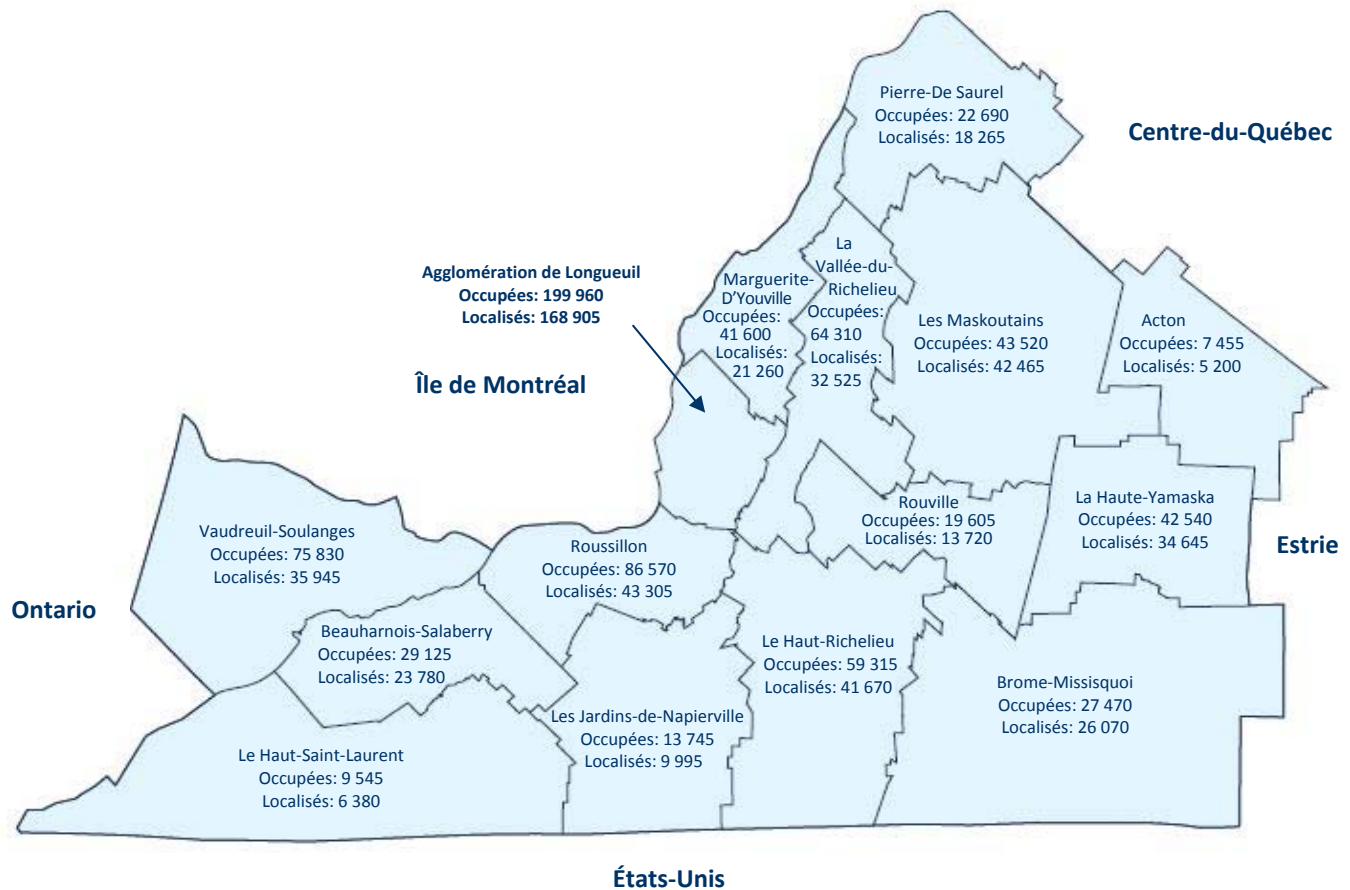 Pierre-De Saurel
Occupées: 22 690
Localisés: 18 265
Centre-du-Québec
Agglomération de Longueuil
Occupées: 199 960
Localisés: 168 905
Marguerite-
D'Youville
Occupées:
41 600
Localisés:
21 260
La
Vallée-du-
Richelieu
Occupées:
64 310
Localisés:
32 525
Les Maskoutains
Occupées: 43 520
Localisés: 42 465
Acton
Occupées: 7 455
Localisés: 5 200
Île de Montréal
Vaudreuil-Soulanges
Occupées: 75 830
Localisés: 35 945
Roussillon
Occupées: 86 570
Localisés: 43 305
Rouville
Occupées: 19 605
Localisés: 13 720
La Haute-Yamaska
Occupées: 42 540
Localisés: 34 645
Estrie
Ontario
Beauharnois-Salaberry
Occupées: 29 125
Localisés: 23 780
Le Haut-Richelieu
Occupées: 59 315
Localisés: 41 670
Brome-Missisquoi
Occupées: 27 470
Localisés: 26 070
Les Jardins-de-Napierville
Occupées: 13 745
Localisés: 9 995
Le Haut-Saint-Laurent
Occupées: 9 545
Localisés: 6 380
États-Unis